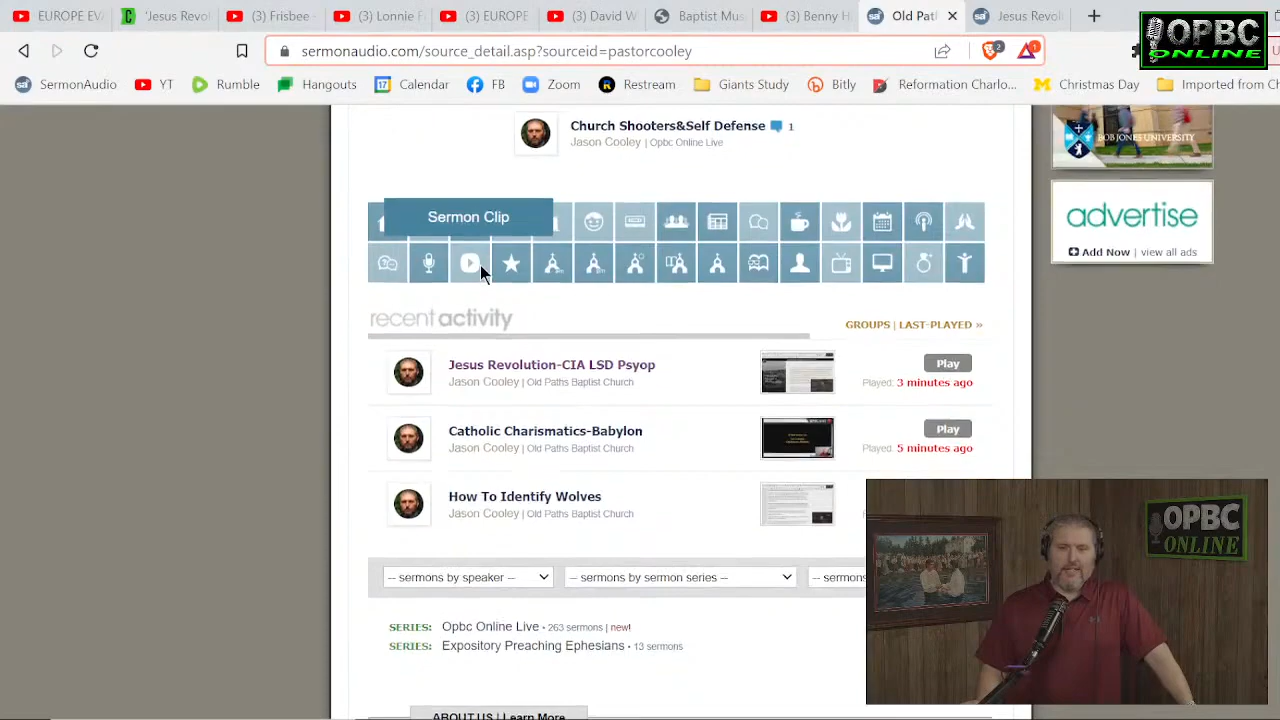 EUROPE EVA
'Jesus Revol
(3) Frisbee -
(3) Lonnie F
EUROPE
(3) David W
Baptist Mus
(3) Benny H
Old Pat
Jesus Revol
OPBC
ONLINE
sermonaudio.com/source_
ail.asp?sourceid=pastorcooley
2
1
SermonAudio
YT
Rumble
Hangouts
17 Calendar
FB
Zoom
Restream
Giants Study
Bitly
Reformation Charlo...
Christmas Day
Imported from Chr
Church Shooters&Self Defense 1
Jason Cooley | Opbc Online Live
BOB JONES UNIVERSITY
Sermon Clip
advertise
Add Now | view all ads
recent activity
GROUPS | LAST-PLAYED »
Jesus Revolution-CIA LSD Psyop
Jason Cooley | Old Paths Baptist Church
Play
Played: 3 minutes ago
Catholic Charismatics-Babylon
Jason Cooley | Old Paths Baptist Church
Play
Played: 5 minutes ago
How To Identify Wolves
Jason Cooley | Old Paths Baptist Church
-- sermons by speaker --
-- sermons by sermon series --
-- sermons
SERIES: Opbc Online Live • 263 sermons | new!
SERIES: Expository Preaching Ephesians • 13 sermons
ABOUT US | Learn More
OPBC
ONLINE